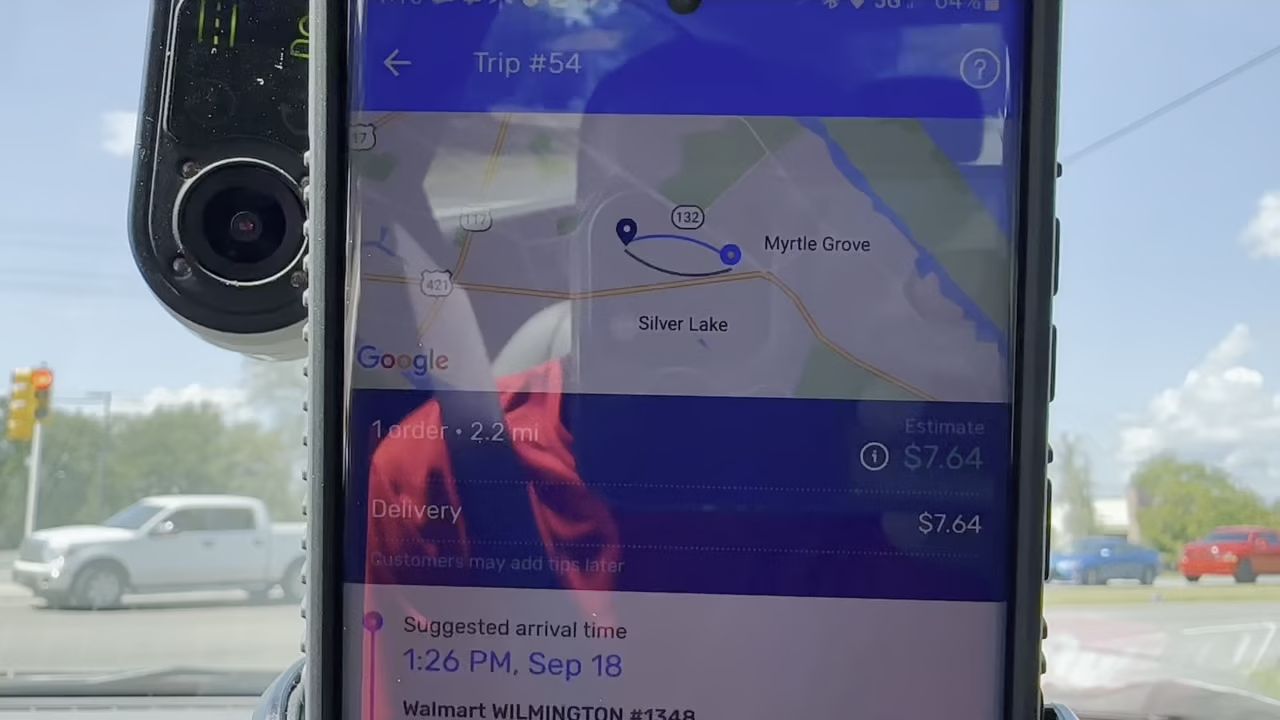 5G 64%
Trip #54
?
17
117
132
Myrtle Grove
421
Silver Lake
Google
1 order • 2.2 mi
Estimate
$7.64
Delivery
$7.64
Customers may add tips later
Suggested arrival time
1:26 PM, Sep 18
Walmart WILMINGTON #1348